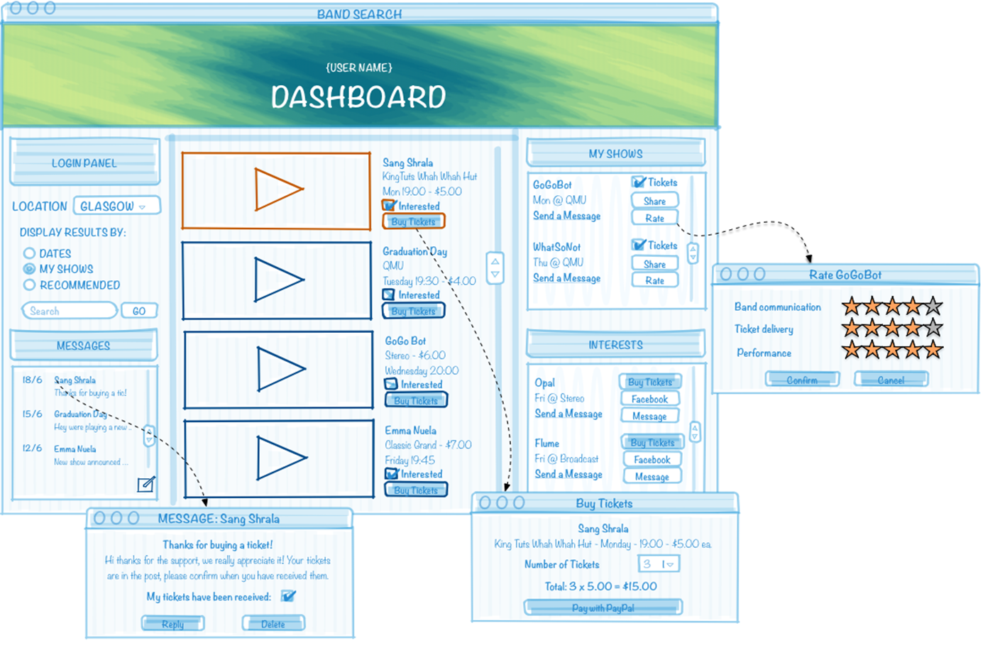 BAND SEARCH
{USER NAME}
DASHBOARD
LOGIN PANEL
LOCATION GLASGOW
DISPLAY RESULTS BY:
DATES
MY SHOWS
RECOMMENDED
Search GO
MESSAGES
18/6 Sang Shrala
Thanks for buying a tic!
15/6 Graduation Day
Hey were playing a new ...
12/6 Emma Nuela
New show announced ...
Sang Shrala
KingTuts Whah Whah Hut
Mon 19:00 - $5.00
Interested
Buy Tickets
Graduation Day
QMU
Tuesday 19:30 - $4.00
Interested
Buy Tickets
GoGo Bot
Stereo - $6.00
Wednesday 20:00
Interested
Buy Tickets
Emma Nuela
Classic Grand - $7.00
Friday 19:45
Interested
Buy Tickets
MY SHOWS
GoGoBot Tickets
Mon @ QMU Share
Send a Message Rate
WhatSoNot Tickets
Thu @ QMU Share
Send a Message Rate
INTERESTS
Opal Buy Tickets
Fri @ Stereo Facebook
Send a Message Message
Flume Buy Tickets
Fri @ Broadcast Facebook
Send a Message Message
Rate GoGoBot
Band communication
Ticket delivery
Performance
Confirm Cancel
MESSAGE: Sang Shrala
Thanks for buying a ticket!
Hi thanks for the support, we really appreciate it! Your tickets
are in the post, please confirm when you have received them.
My tickets have been received:
Reply Delete
Buy Tickets
Sang Shrala
King Tuts Whah Whah Hut - Monday - 19:00 - $5.00 ea.
Number of Tickets 3
Total: 3 x 5.00 = $15.00
Pay with PayPal